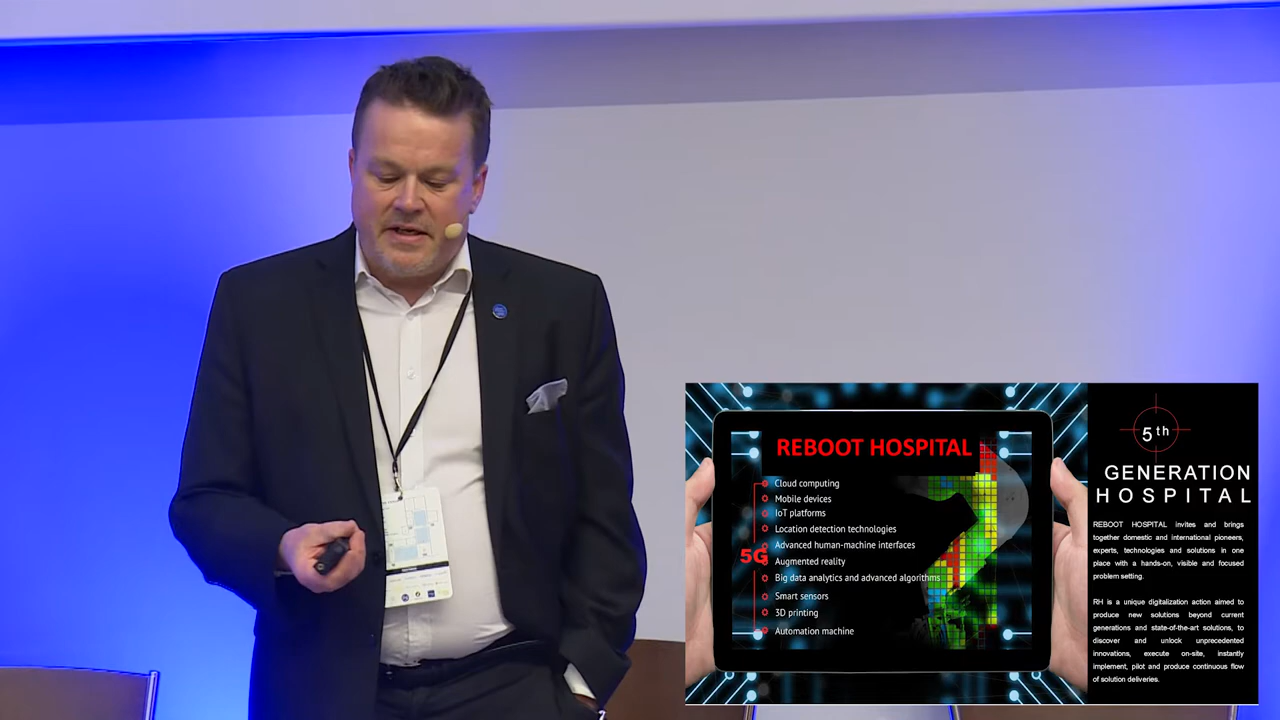 REBOOT HOSPITAL
Cloud computing
Mobile devices
IoT platforms
Location detection technologies
Advanced human-machine interfaces
5G
Augmented reality
Big data analytics and advanced algorithms
Smart sensors
3D printing
Automation machine
5th
GENERATION
HOSPITAL
REBOOT HOSPITAL invites and brings
together domestic and international pioneers,
experts, technologies and solutions in one
place with a hands-on, visible and focused
problem setting.
RH is a unique digitalization action aimed to
produce new solutions beyond current
generations and state-of-the-art solutions, to
discover and unlock unprecedented
innovations, execute on-site, instantly
implement, pilot and produce continuous flow
of solution deliveries.